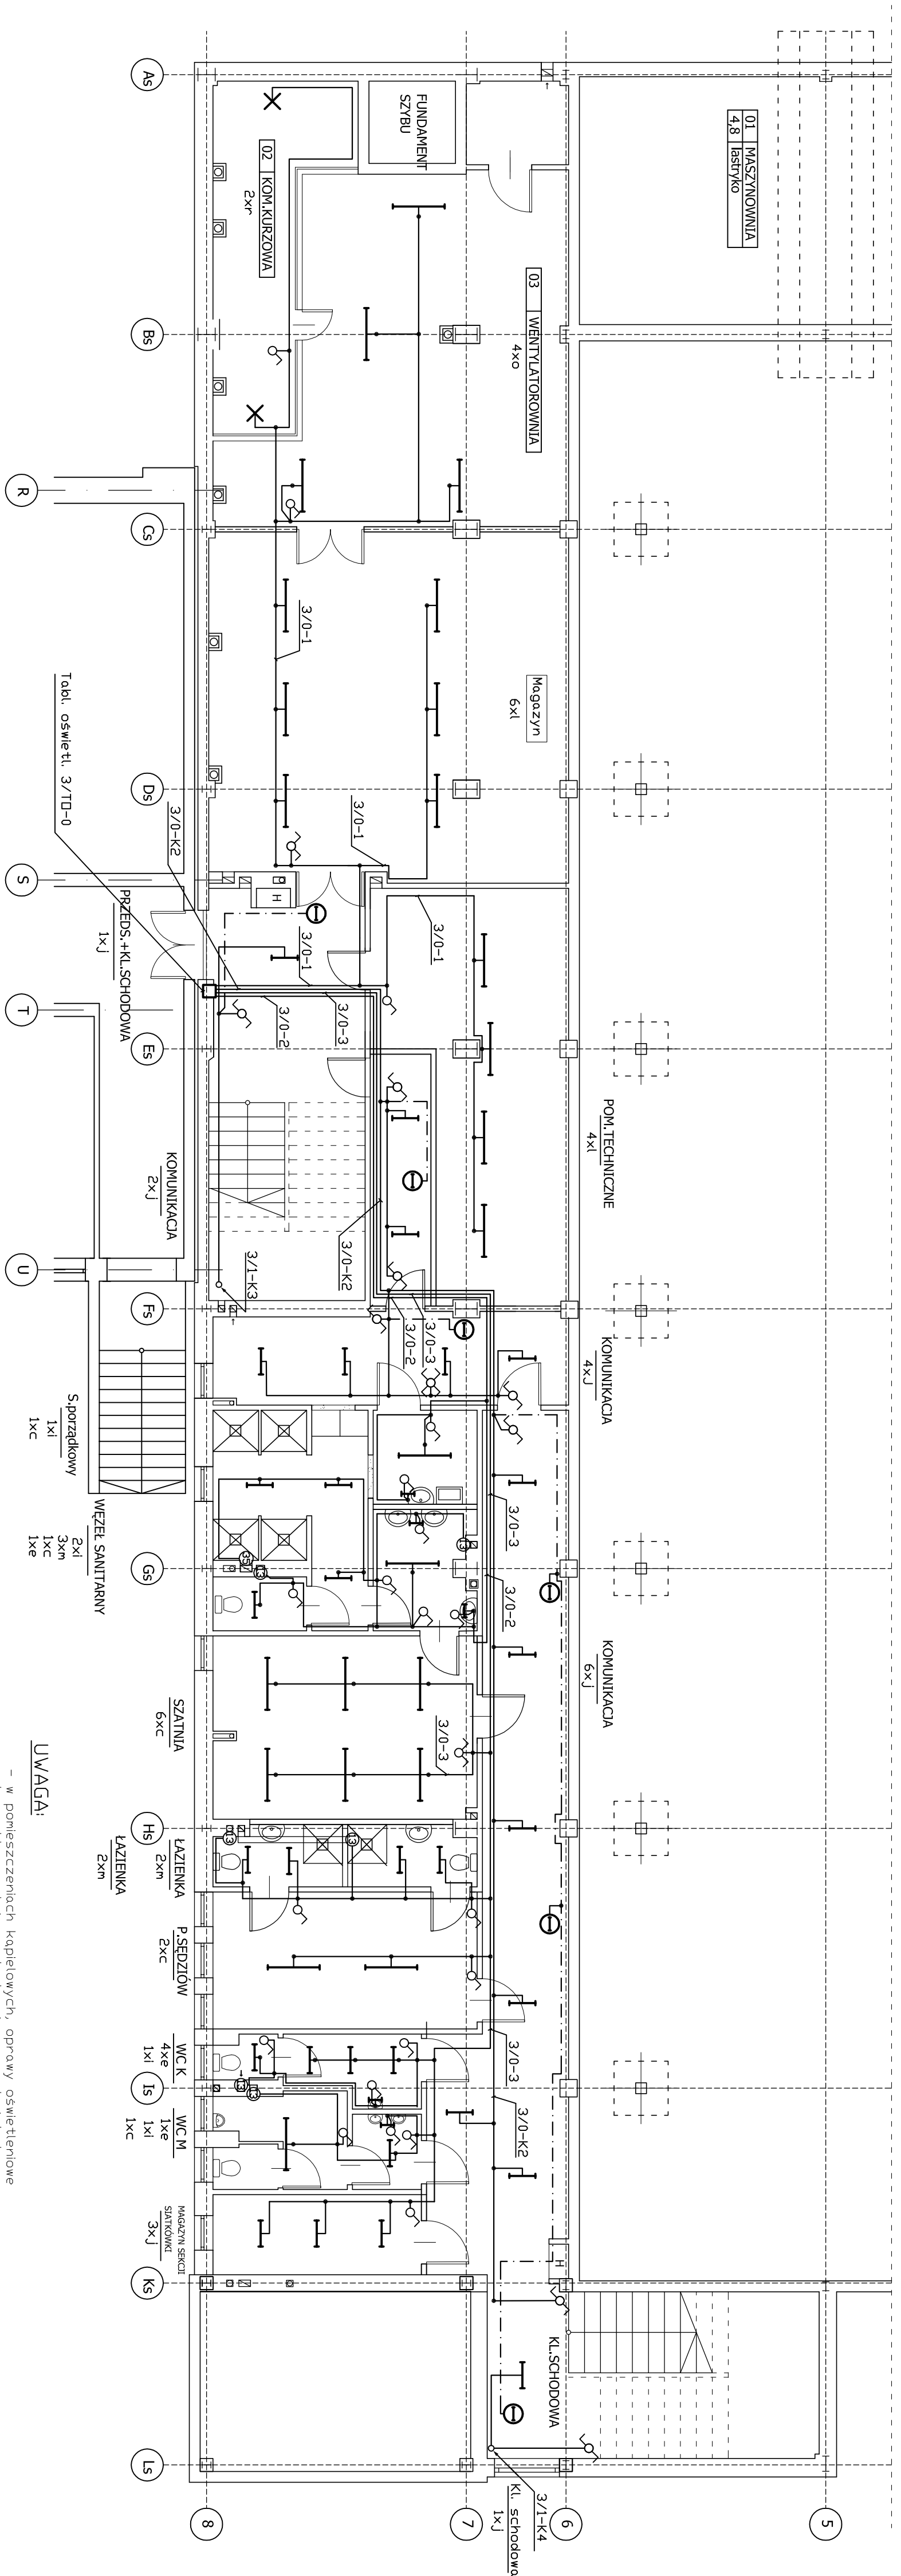 01 MASZYNOWNIA
4,8 lastryko
FUNDAMENT
SZYBU
02 KOM.KURZOWA
2xr
03 WENTYLATOROWNIA
4xo
Magazyn
6xl
3/0-1
3/0-1
3/0-1
3/0-1
Tabl. oświetl. 3/TO-0
3/0-K2
H
PRZEDS.+KL.SCHODOWA
1xj
3/0-2
3/0-3
POM.TECHNICZNE
4xl
KOMUNIKACJA
2xj
3/0-K2
3/1-K3
3/0-2
3/0-3
KOMUNIKACJA
4xJ
S.porządkowy
1xi
1xc
WĘZEŁ SANITARNY
2xi
3xm
1xc
1xe
3/0-3
3/0-2
KOMUNIKACJA
6xj
SZATNIA
6xc
3/0-3
ŁAZIENKA
2xm
ŁAZIENKA
2xm
P.SĘDZIÓW
2xc
WC K
4xe
1xi
WC M
1xe
1xi
1xc
3/0-3
3/0-K2
MAGAZYN SEKCJI
SIATKÓWKI
3xj
KL.SCHODOWA
3/1-K4
Kl. schodowa
1xj
UWAGA:
- w pomieszczeniach kąpielowych, oprawy oświetleniowe
As
Bs
Cs
Ds
Es
Fs
Gs
Hs
Is
Ks
Ls
R
S
T
U
8
7
6
5